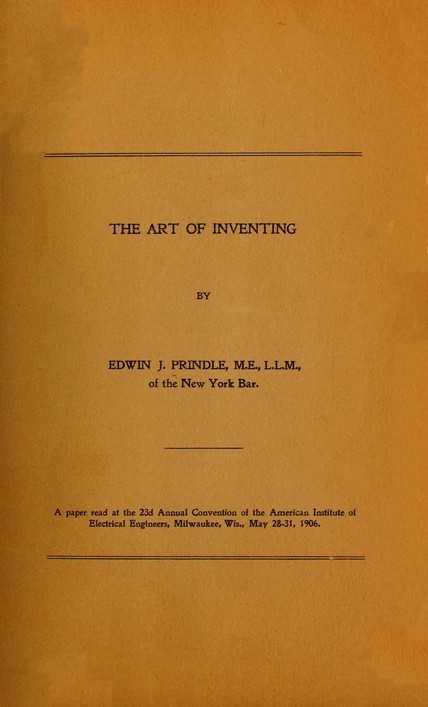 THE ART OF INVENTING
BY
EDWIN J. PRINDLE, M.E., L.L.M.,
of the New York Bar.
A paper read at the 23d Annual Convention of the American Institute of
Electrical Engineers, Milwaukee, Wis., May 28-31, 1906.